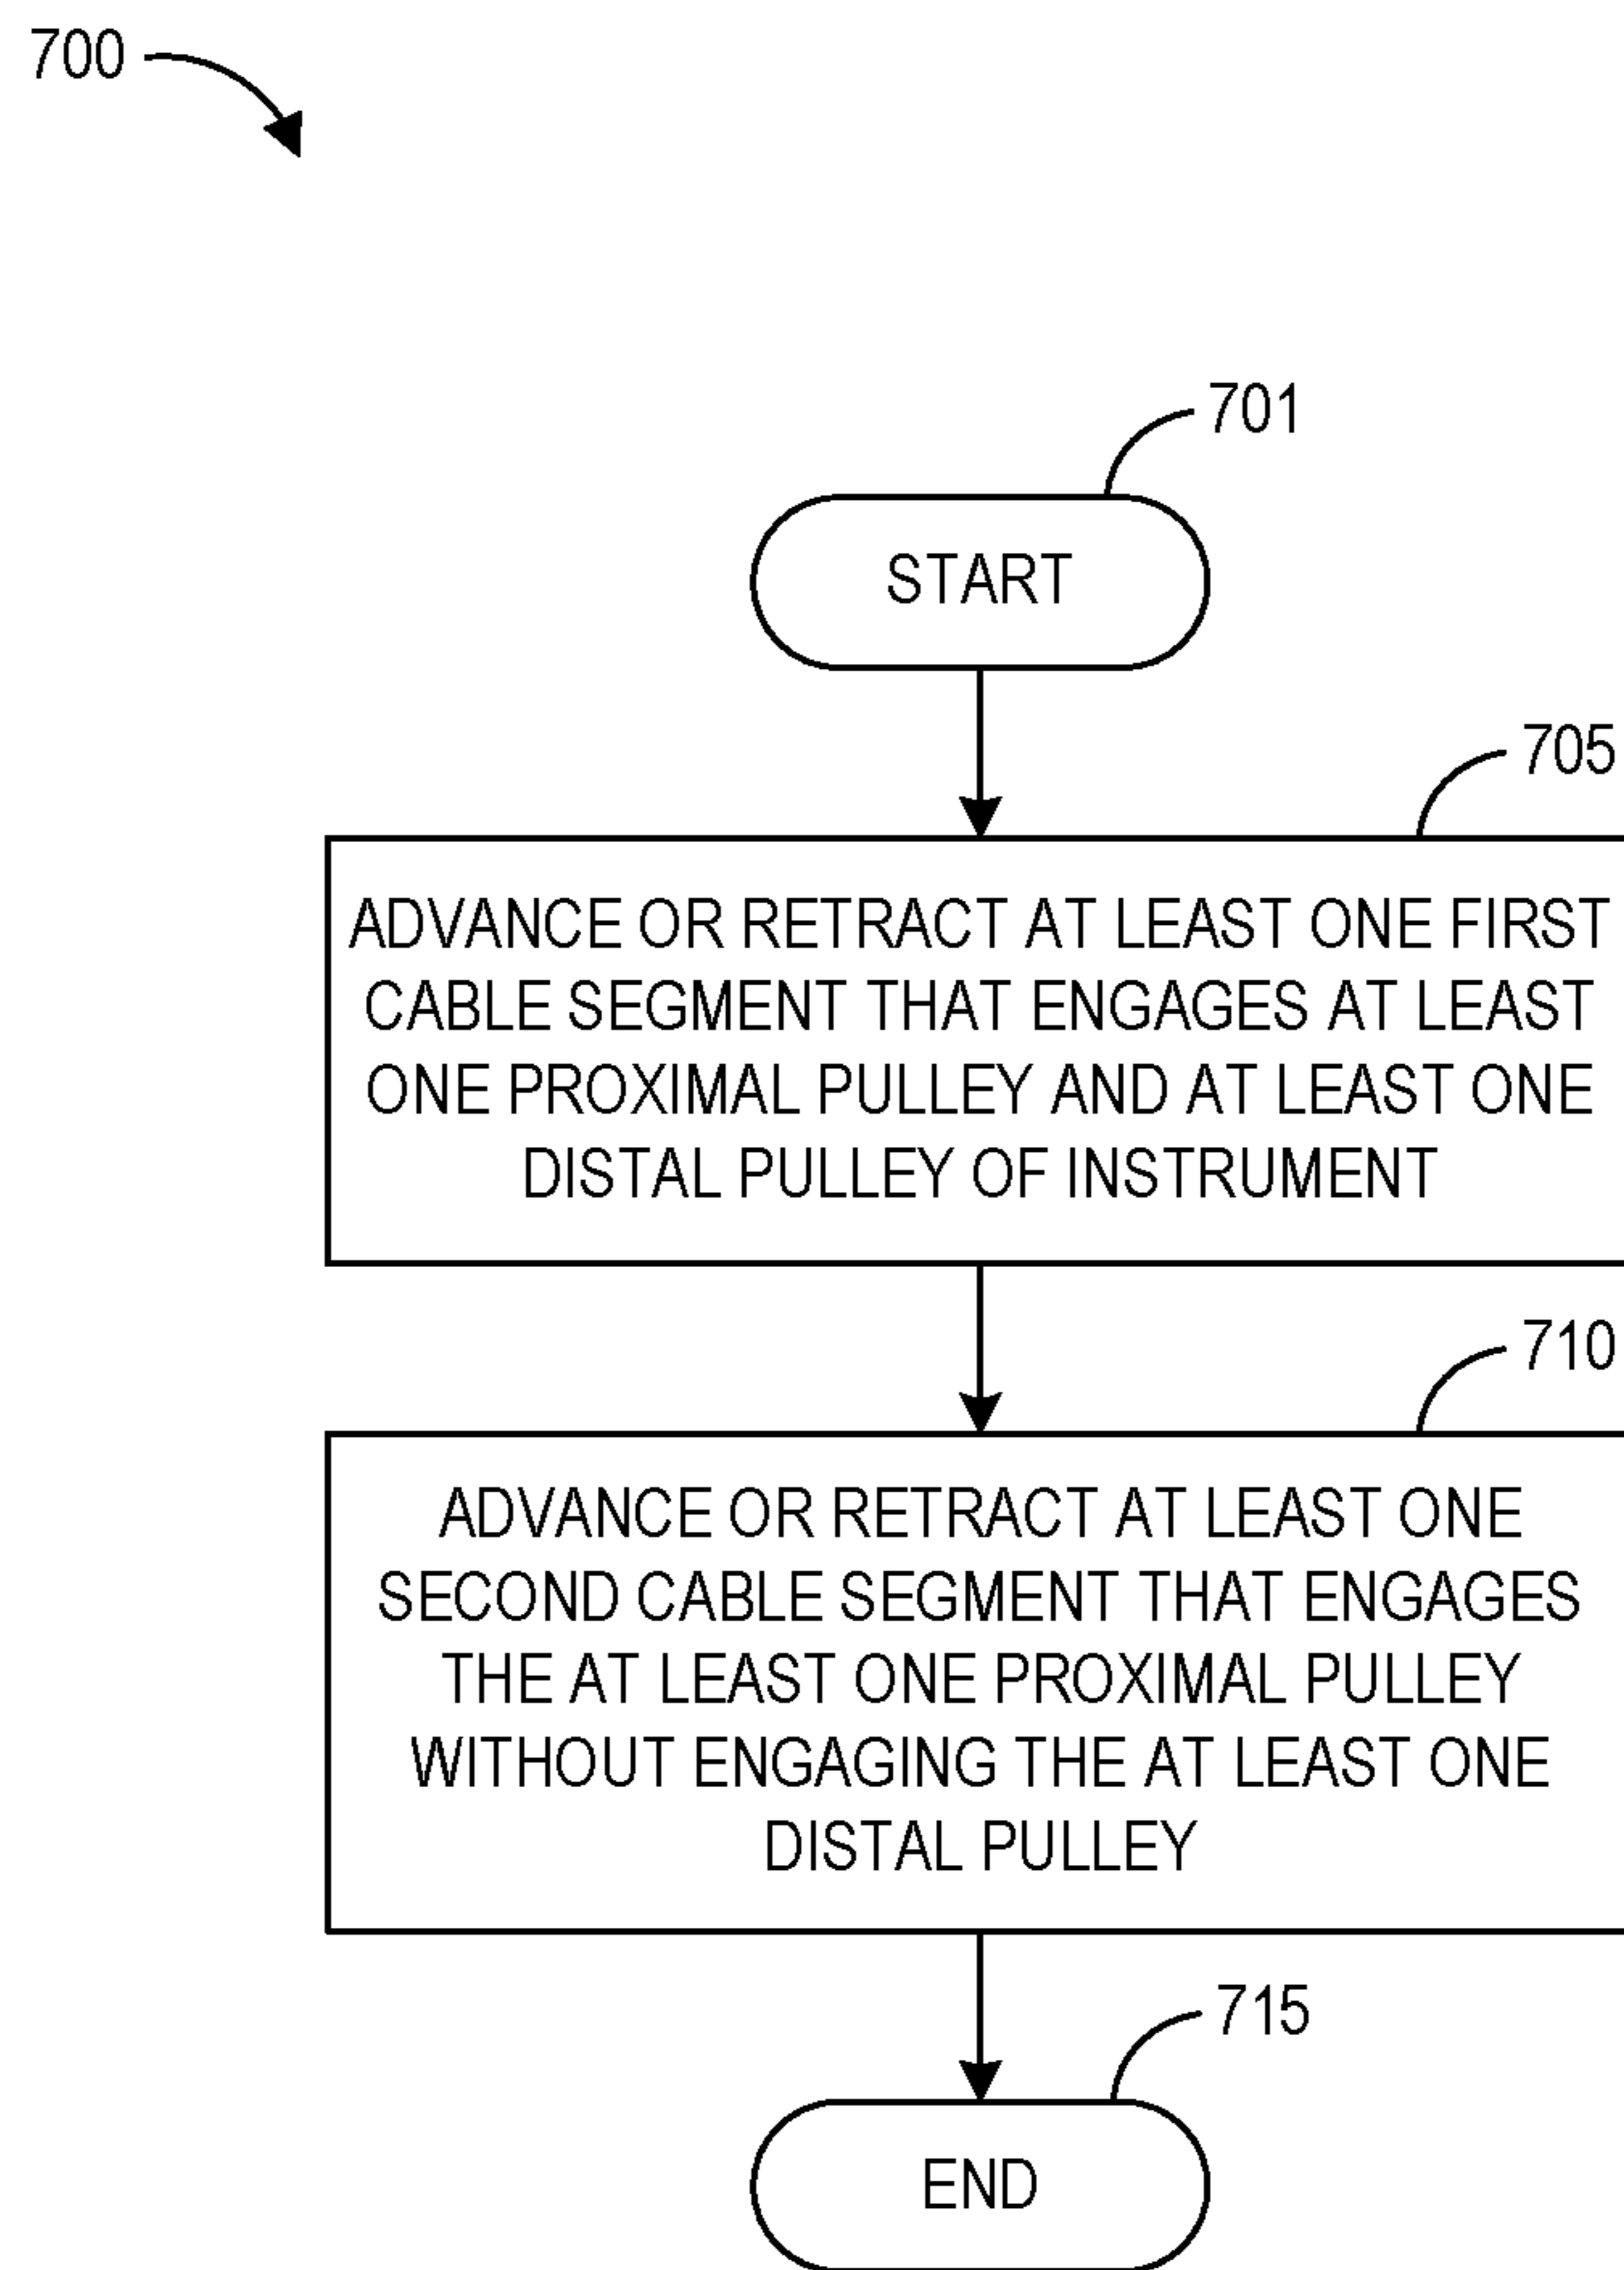 700
701
START
705
ADVANCE OR RETRACT AT LEAST ONE FIRST
CABLE SEGMENT THAT ENGAGES AT LEAST
ONE PROXIMAL PULLEY AND AT LEAST ONE
DISTAL PULLEY OF INSTRUMENT
710
ADVANCE OR RETRACT AT LEAST ONE
SECOND CABLE SEGMENT THAT ENGAGES
THE AT LEAST ONE PROXIMAL PULLEY
WITHOUT ENGAGING THE AT LEAST ONE
DISTAL PULLEY
715
END